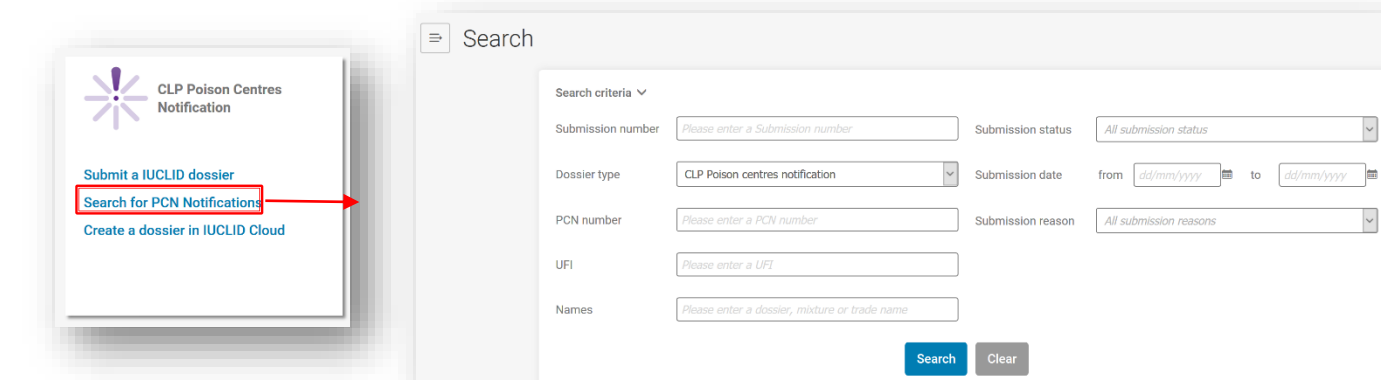 CLP Poison Centres
Notification
Submit a IUCLID dossier
Search for PCN Notifications
Create a dossier in IUCLID Cloud
Search
Search criteria
Submission number Please enter a Submission number Submission status All submission status
Dossier type CLP Poison centres notification Submission date from dd/mm/yyyy to dd/mm/yyyy
PCN number Please enter a PCN number Submission reason All submission reasons
UFI Please enter a UFI
Names Please enter a dossier, mixture or trade name
Search Clear